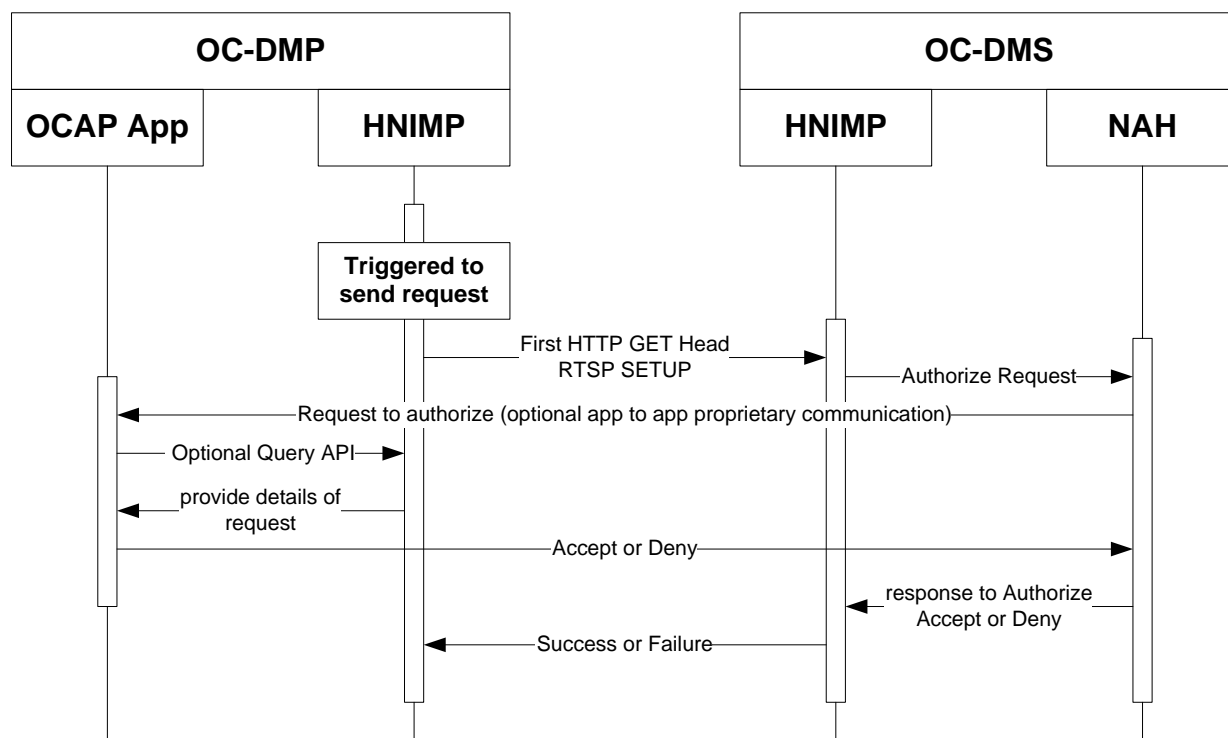 OC-DMP
OC-DMS
OCAP App
HNIMP
HNIMP
NAH
Triggered to
send request
First HTTP GET Head
RTSP SETUP
Authorize Request
Request to authorize (optional app to app proprietary communication)
Optional Query API
provide details of
request
Accept or Deny
response to Authorize
Accept or Deny
Success or Failure